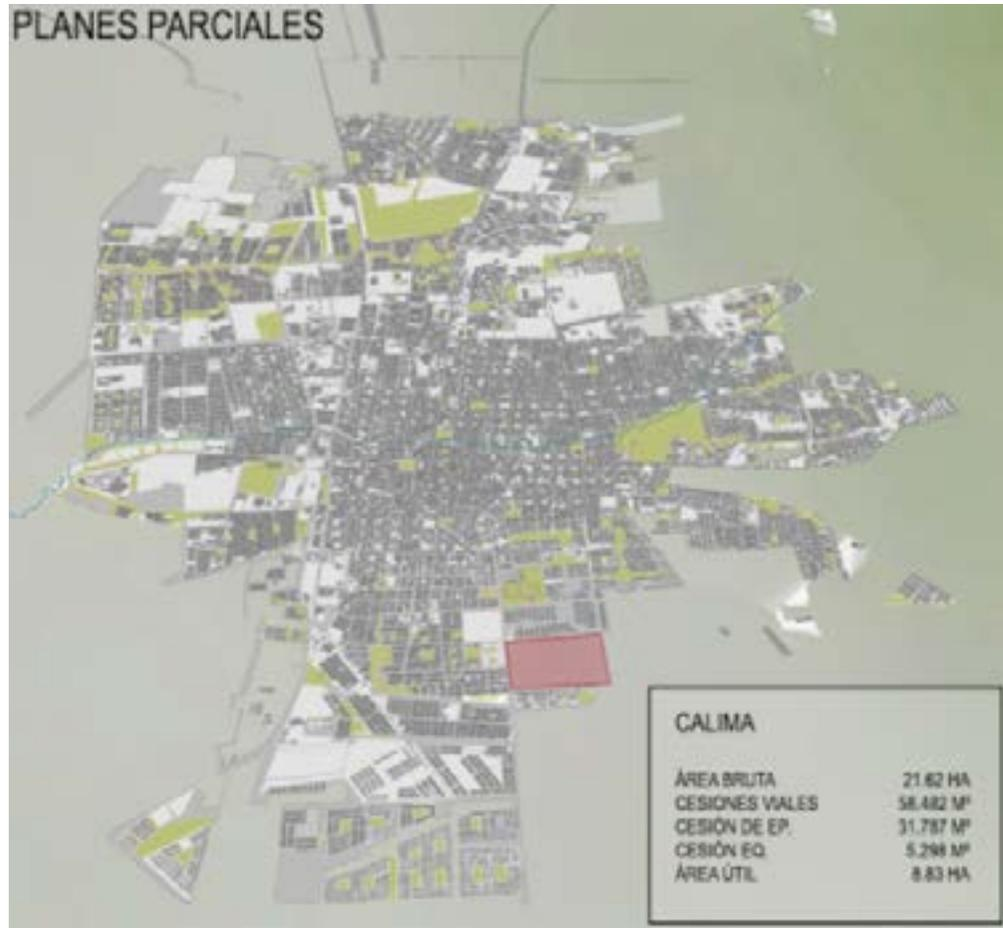 PLANES PARCIALES
CALIMA
ÁREA BRUTA 21.62 HA
CESIONES VIALES 58.482 M²
CESIÓN DE EP. 31.787 M²
CESIÓN EQ. 5.298 M²
ÁREA ÚTIL 8.83 HA